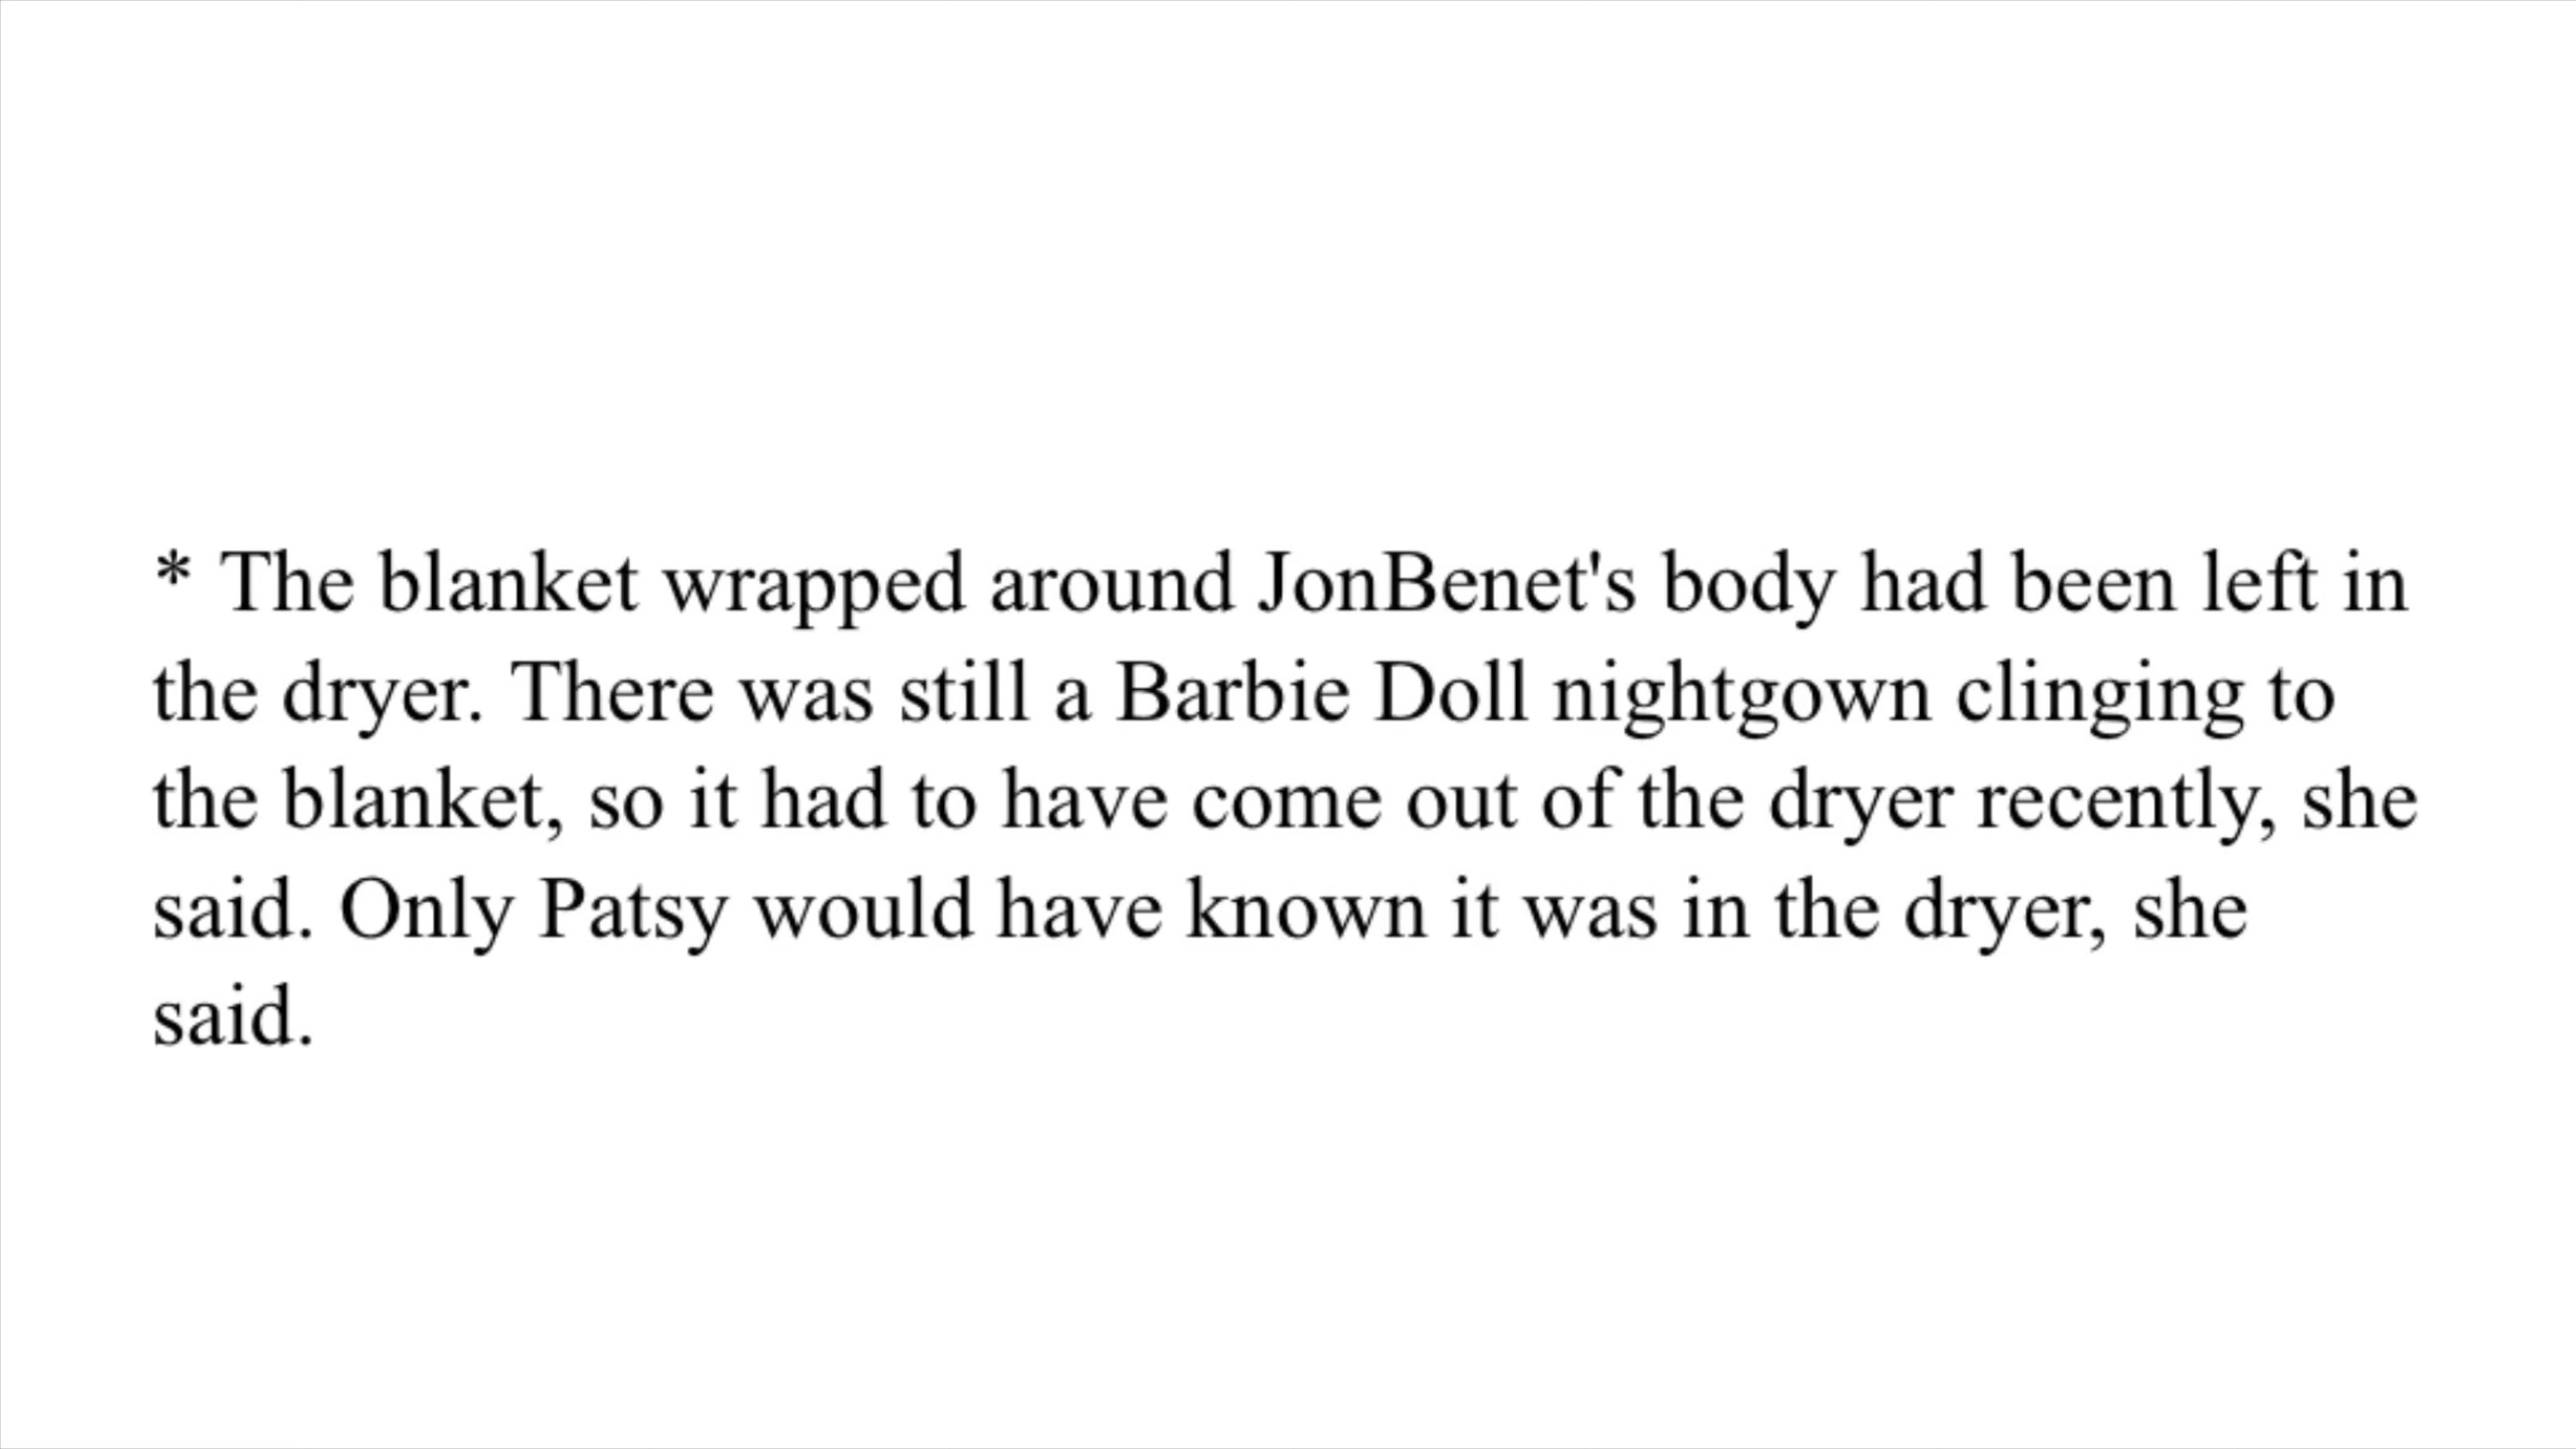 * The blanket wrapped around JonBenet's body had been left in
the dryer. There was still a Barbie Doll nightgown clinging to
the blanket, so it had to have come out of the dryer recently, she
said. Only Patsy would have known it was in the dryer, she
said.